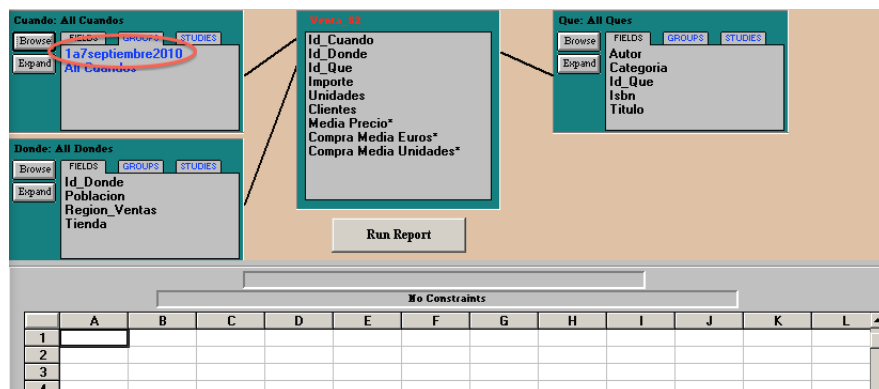 Cuando: All Cuandos
Browse
FIELDS GROUPS STUDIES
Expand
1a7septiembre2010
All Cuandos
Venta_SS
Id_Cuando
Id_Donde
Id_Que
Importe
Unidades
Clientes
Media Precio*
Compra Media Euros*
Compra Media Unidades*
Que: All Ques
Browse
FIELDS GROUPS STUDIES
Expand
Autor
Categoria
Id_Que
Isbn
Titulo
Donde: All Dondes
Browse
FIELDS GROUPS STUDIES
Expand
Id_Donde
Poblacion
Region_Ventas
Tienda
Run Report
No Constraints
A B C D E F G H I J K L
1
2
3
4